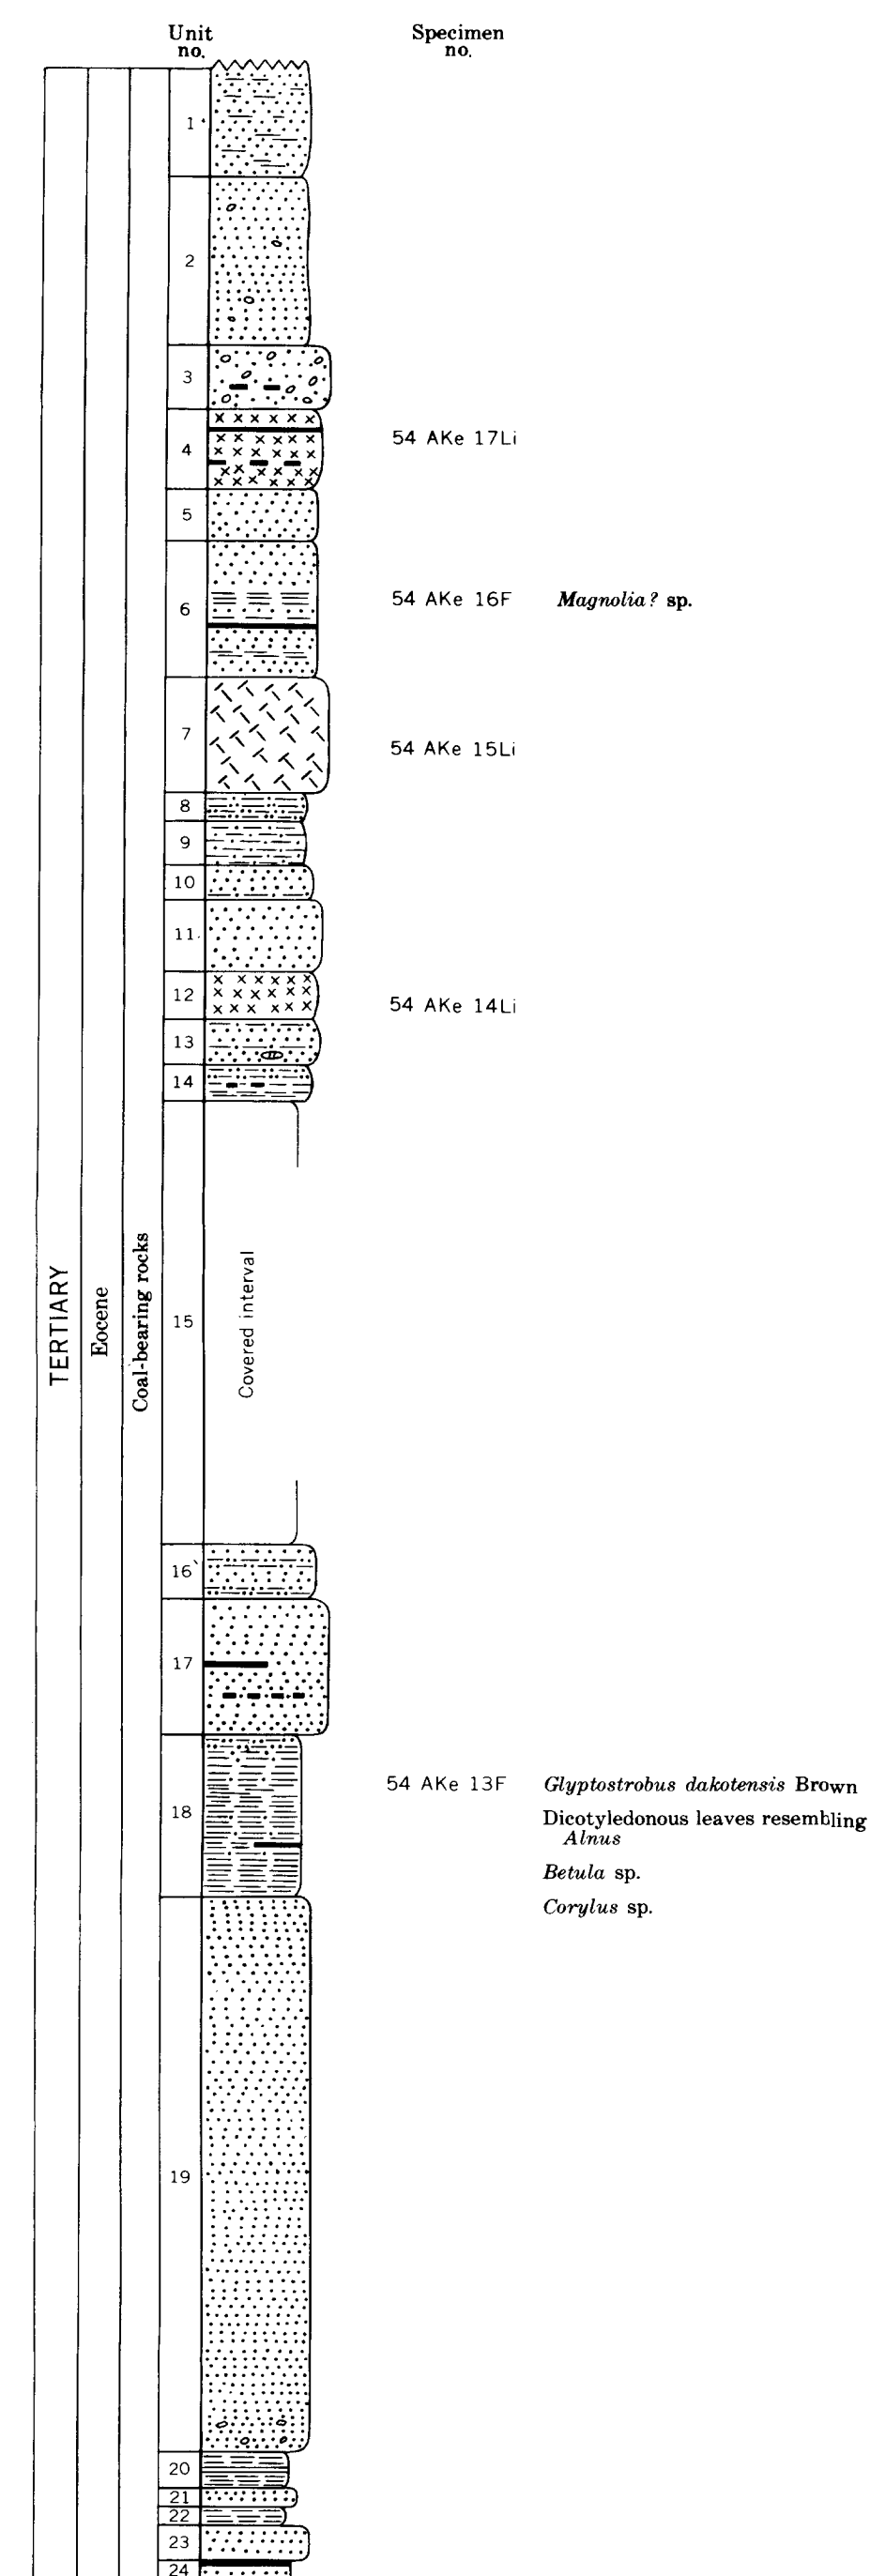 Unit no.
Specimen no.
1
2
3
4
54 AKe 17Li
5
6
54 AKe 16F Magnolia? sp.
7
54 AKe 15Li
8
9
10
11
12
54 AKe 14Li
13
14
TERTIARY
Eocene
Coal-bearing rocks
15
Covered interval
16
17
18
54 AKe 13F Glyptostrobus dakotensis Brown
Dicotyledonous leaves resembling
Alnus
Betula sp.
Corylus sp.
19
20
21
22
23
24